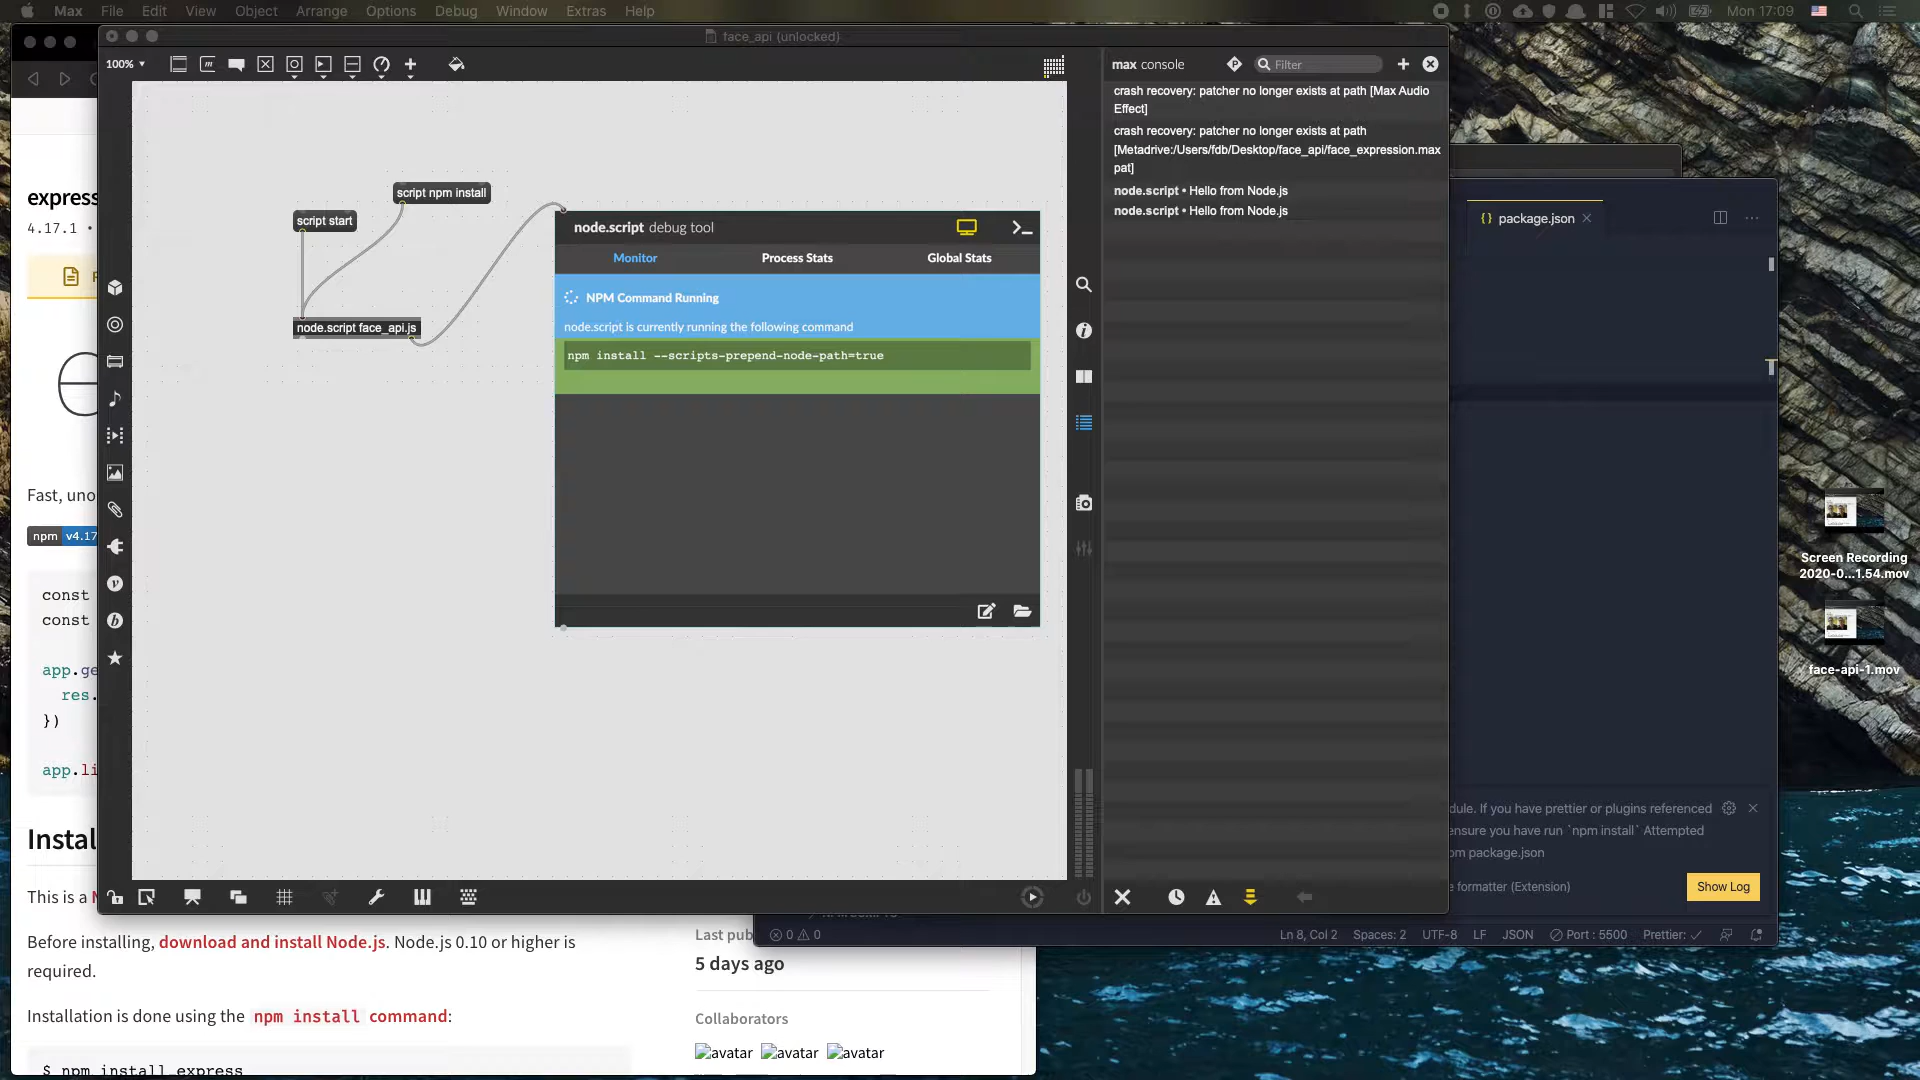 Max File Edit View Object Arrange Options Debug Window Extras Help
Mon 17:09
face_api (unlocked)
100%
max console
Filter
crash recovery: patcher no longer exists at path [Max Audio
Effect]
crash recovery: patcher no longer exists at path
[Metadrive:/Users/fdb/Desktop/face_api/face_expression.max
pat]
node.script • Hello from Node.js
node.script • Hello from Node.js
script npm install
script start
node.script face_api.js
node.script debug tool
Monitor Process Stats Global Stats
NPM Command Running
node.script is currently running the following command
npm install --scripts-prepend-node-path=true
express
4.17.1 •
Fast, uno
npm v4.17
const
const
app.ge
res.
})
app.li
Instal
This is a
Before installing, download and install Node.js. Node.js 0.10 or higher is
required.
Installation is done using the npm install command:
$ npm install express
Last pub
5 days ago
Collaborators
avatar avatar avatar
{} package.json
dule. If you have prettier or plugins referenced
ensure you have run `npm install` Attempted
om package.json
e formatter (Extension)
Show Log
0 0
Ln 8, Col 2 Spaces: 2 UTF-8 LF JSON Port : 5500 Prettier:
Screen Recording
2020-0...1.54.mov
face-api-1.mov